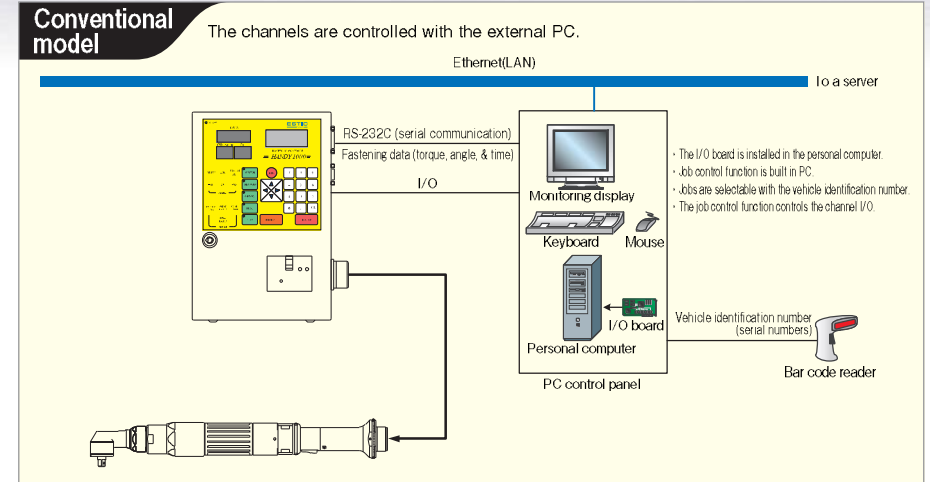 Conventional
model
The channels are controlled with the external PC.
Ethernet(LAN)
To a server
RS-232C (serial communication)
Fastening data (torque, angle, & time)
I/O
HANDY 1000
Monitoring display
・The I/O board is installed in the personal computer.
・Job control function is built in PC.
・Jobs are selectable with the vehicle identification number.
・The job control function controls the channel I/O.
Keyboard
Mouse
I/O board
Personal computer
PC control panel
Vehicle identification number
(serial numbers)
Bar code reader